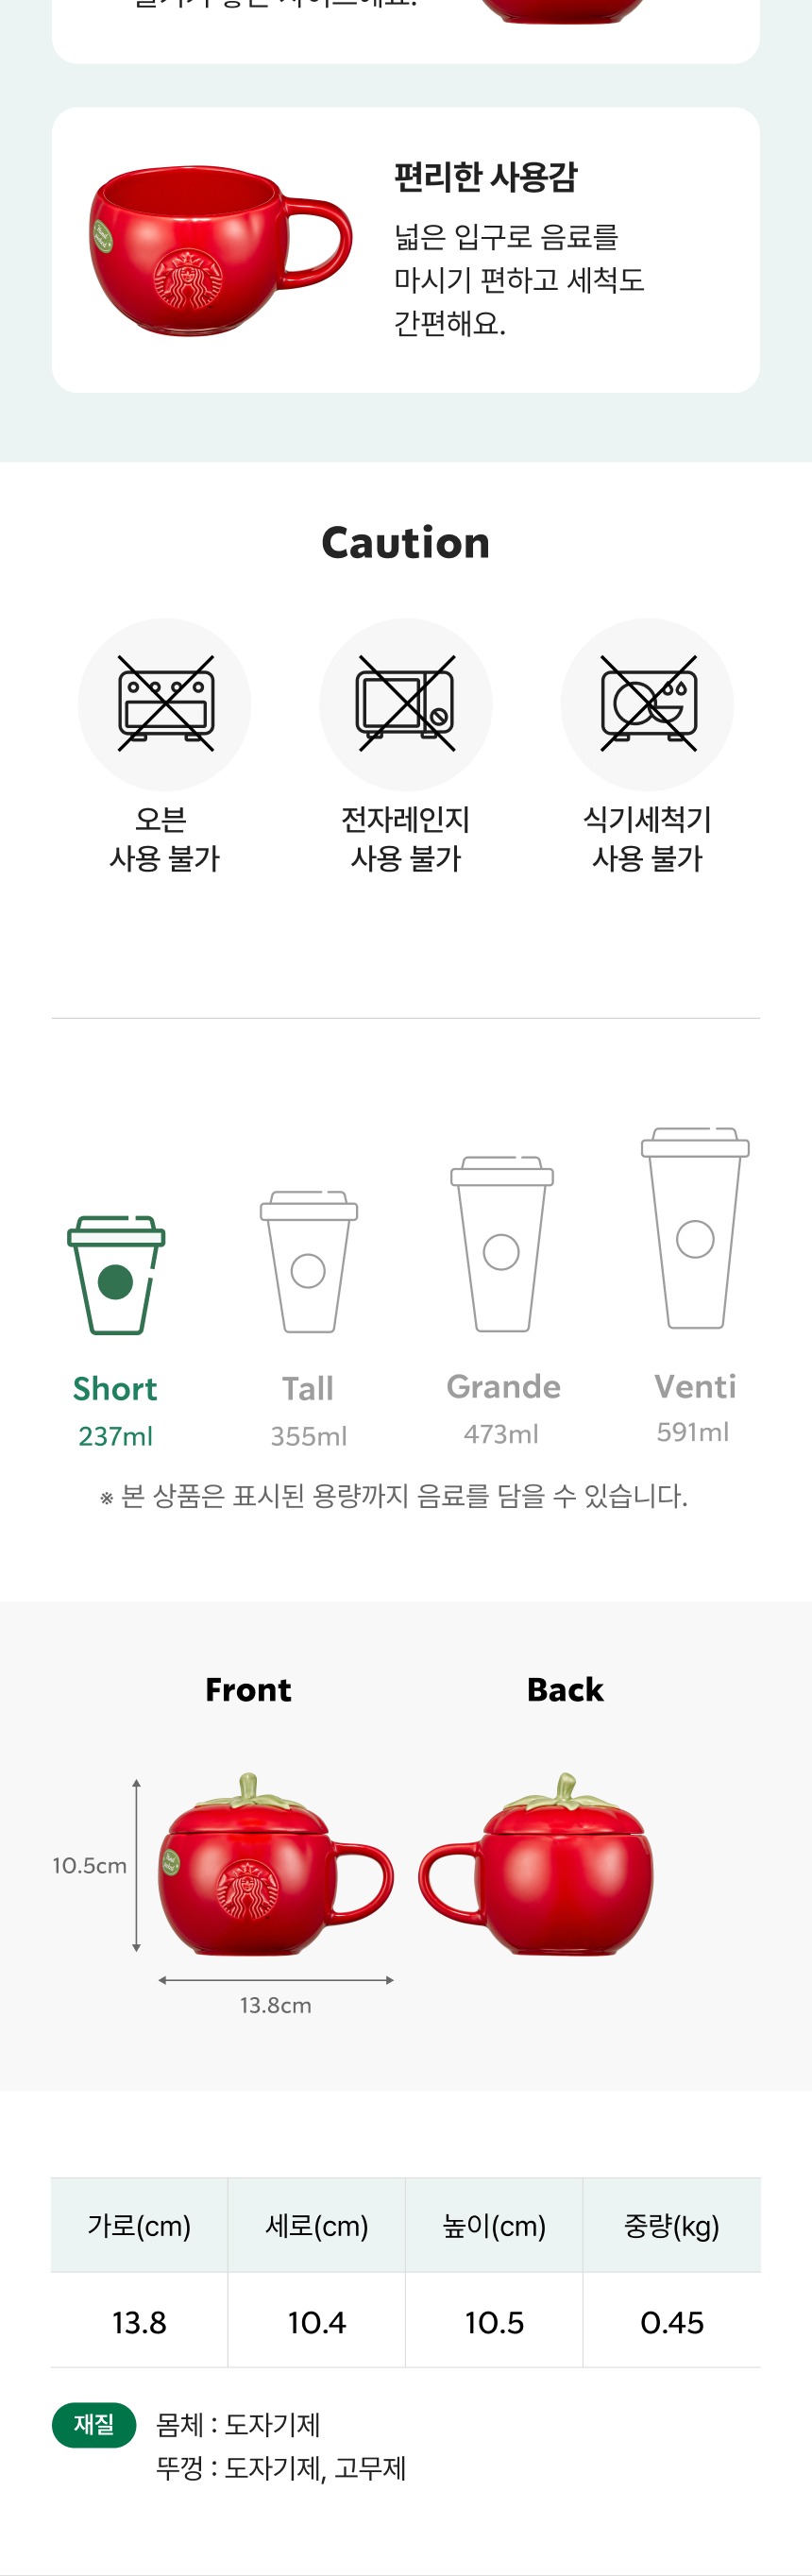 편리한 사용감
넓은 입구로 음료를
마시기 편하고 세척도
간편해요.
Caution
오븐
사용 불가
전자레인지
사용 불가
식기세척기
사용 불가
Short
237ml
Tall
355ml
Grande
473ml
Venti
591ml
※ 본 상품은 표시된 용량까지 음료를 담을 수 있습니다.
Front
Back
10.5cm
13.8cm
가로(cm) 세로(cm) 높이(cm) 중량(kg)
13.8 10.4 10.5 0.45
재질 몸체 : 도자기제
뚜껑 : 도자기제, 고무제